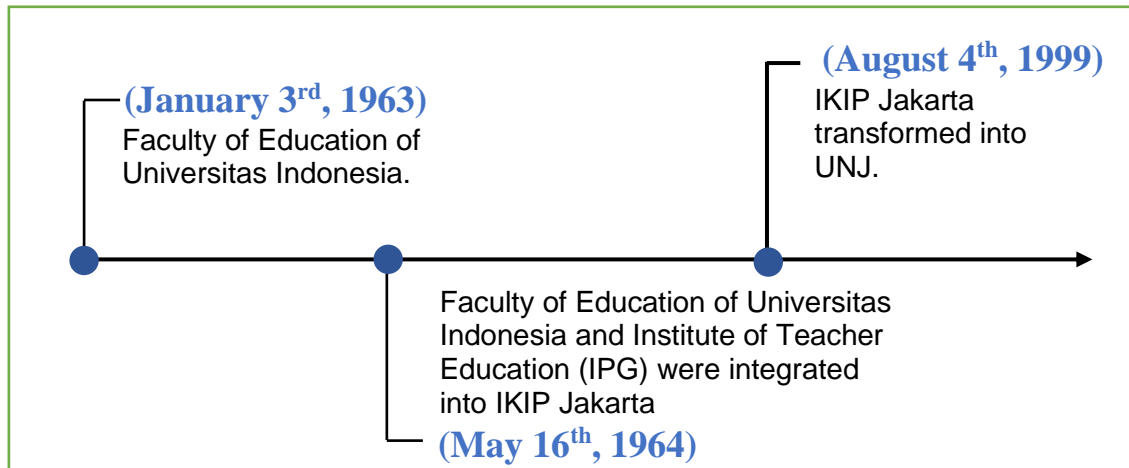 (January 3rd, 1963)
Faculty of Education of
Universitas Indonesia.
Faculty of Education of Universitas
Indonesia and Institute of Teacher
Education (IPG) were integrated
into IKIP Jakarta
(May 16th, 1964)
(August 4th, 1999)
IKIP Jakarta
transformed into
UNJ.